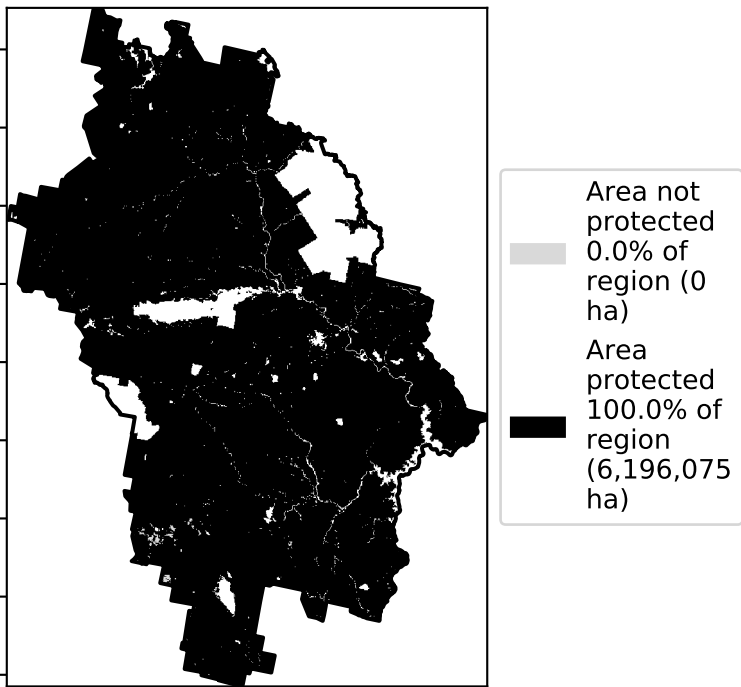 Area not
protected
0.0% of
region (0
ha)
Area
protected
100.0% of
region
(6,196,075
ha)